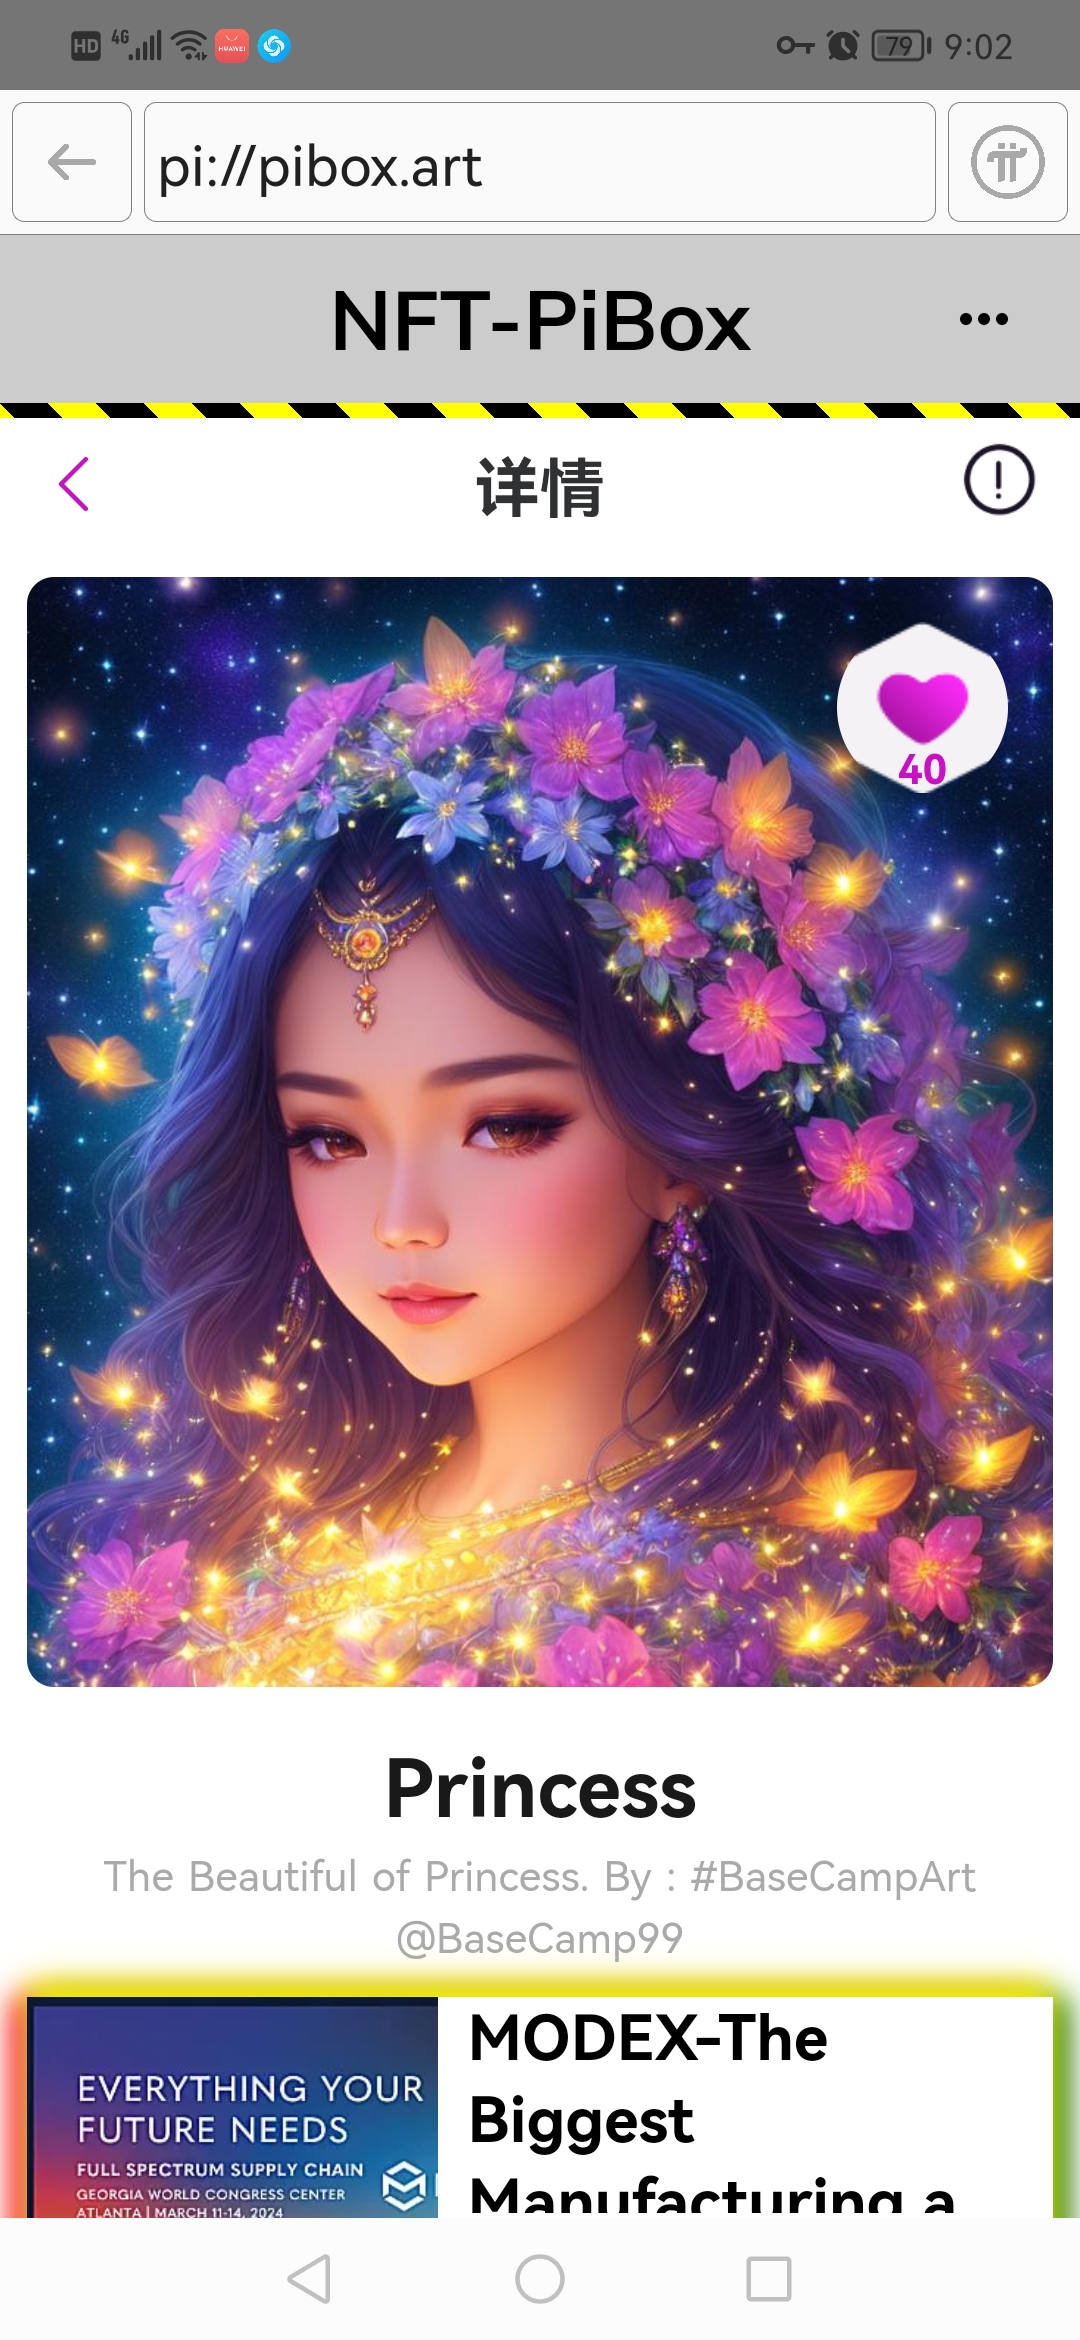 HD 4G HUAWEI 79 9:02
pi://pibox.art
NFT-PiBox
详情
40
Princess
The Beautiful of Princess. By : #BaseCampArt
@BaseCamp99
EVERYTHING YOUR
FUTURE NEEDS
FULL SPECTRUM SUPPLY CHAIN
GEORGIA WORLD CONGRESS CENTER
ATLANTA | MARCH 11-14, 2024
MODEX-The
Biggest
Manufacturing a